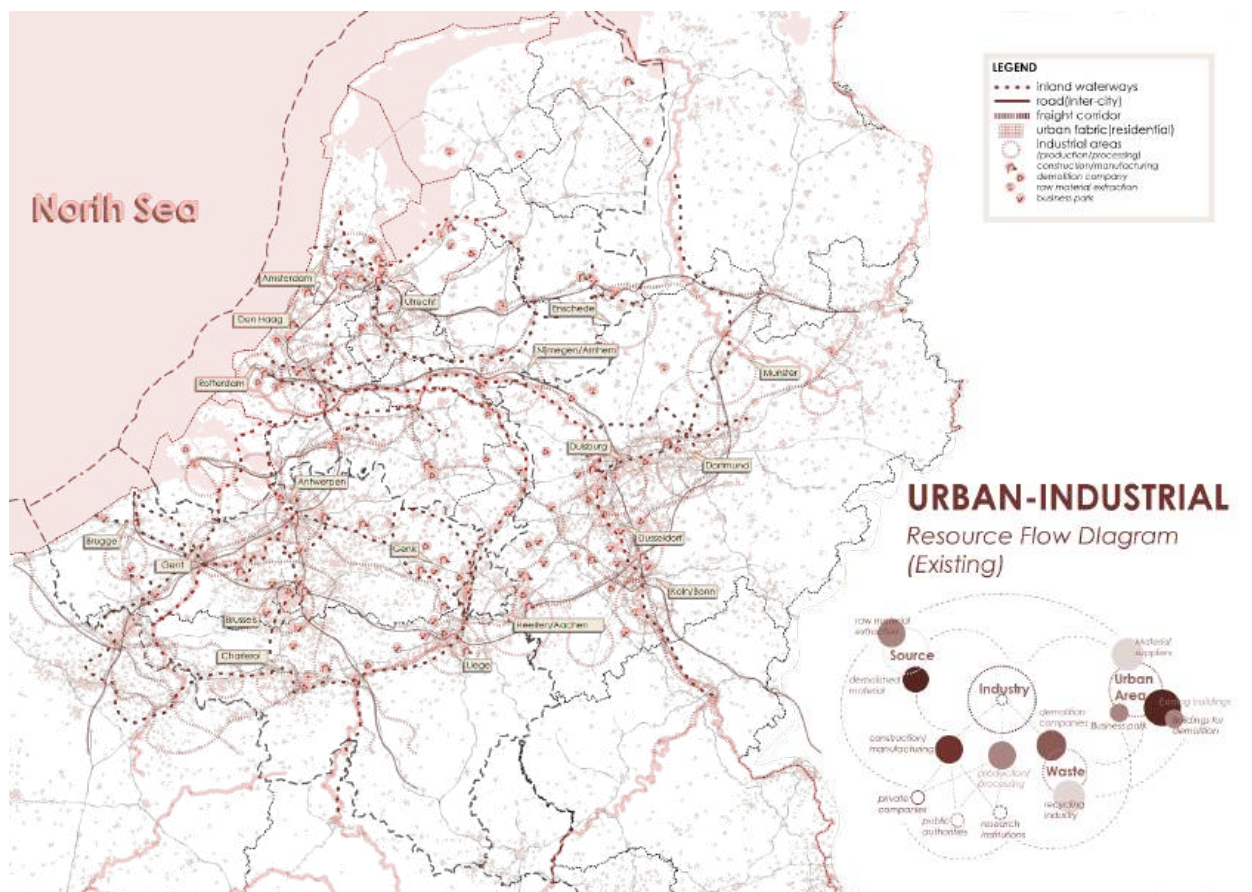 North Sea
LEGEND
inland waterways
road(inter-city)
freight corridor
urban fabric(residential)
industrial areas
(production/processing)
construction/manufacturing
demolition company
raw material extraction
business park
Amsterdam
Utrecht
Den Haag
Enschede
Nijmegen/Arnhem
Rotterdam
Munster
Duisburg
Dortmund
Antwerpen
Brugge
Gent
Genk
Dusseldorf
Koln/Bonn
Brussels
Heerlen/Aachen
Charleroi
Liege
URBAN-INDUSTRIAL
Resource Flow Diagram
(Existing)
raw material
extraction
Source
demolished
material
Industry
construction/
manufacturing
demolition
companies
production/
processing
Waste
recycling
industry
private
companies
public
authorities
research
institutions
Material
suppliers
Urban
Area
Existing buildings
Business park
Buildings for
demolition